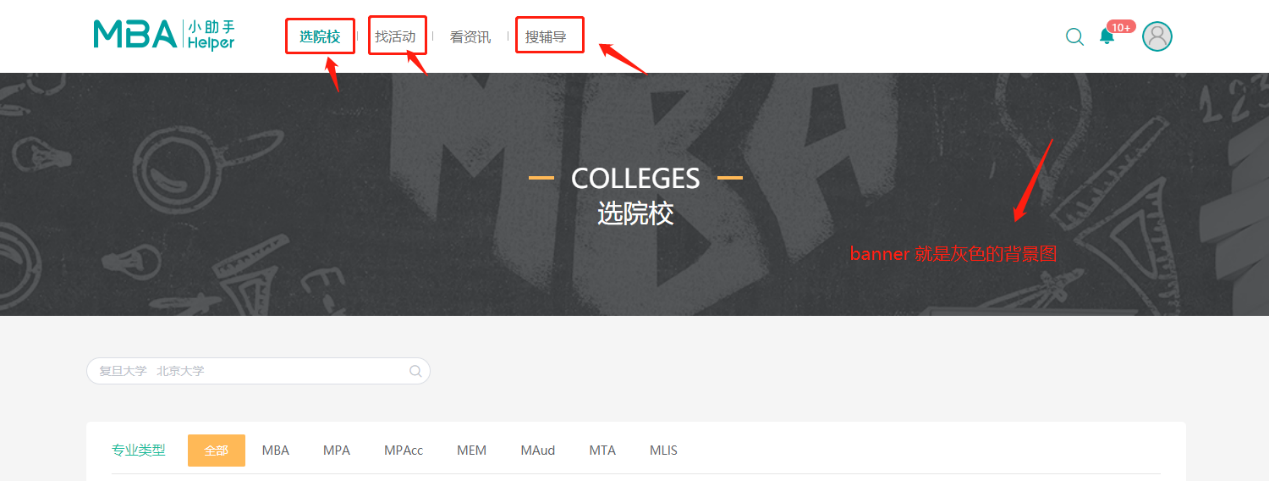 MBA 小助手 Helper
选院校 找活动 看资讯 搜辅导 10+
MBA
123
COLLEGES
选院校
banner 就是灰色的背景图
复旦大学 北京大学
专业类型 全部 MBA MPA MPAcc MEM MAud MTA MLIS